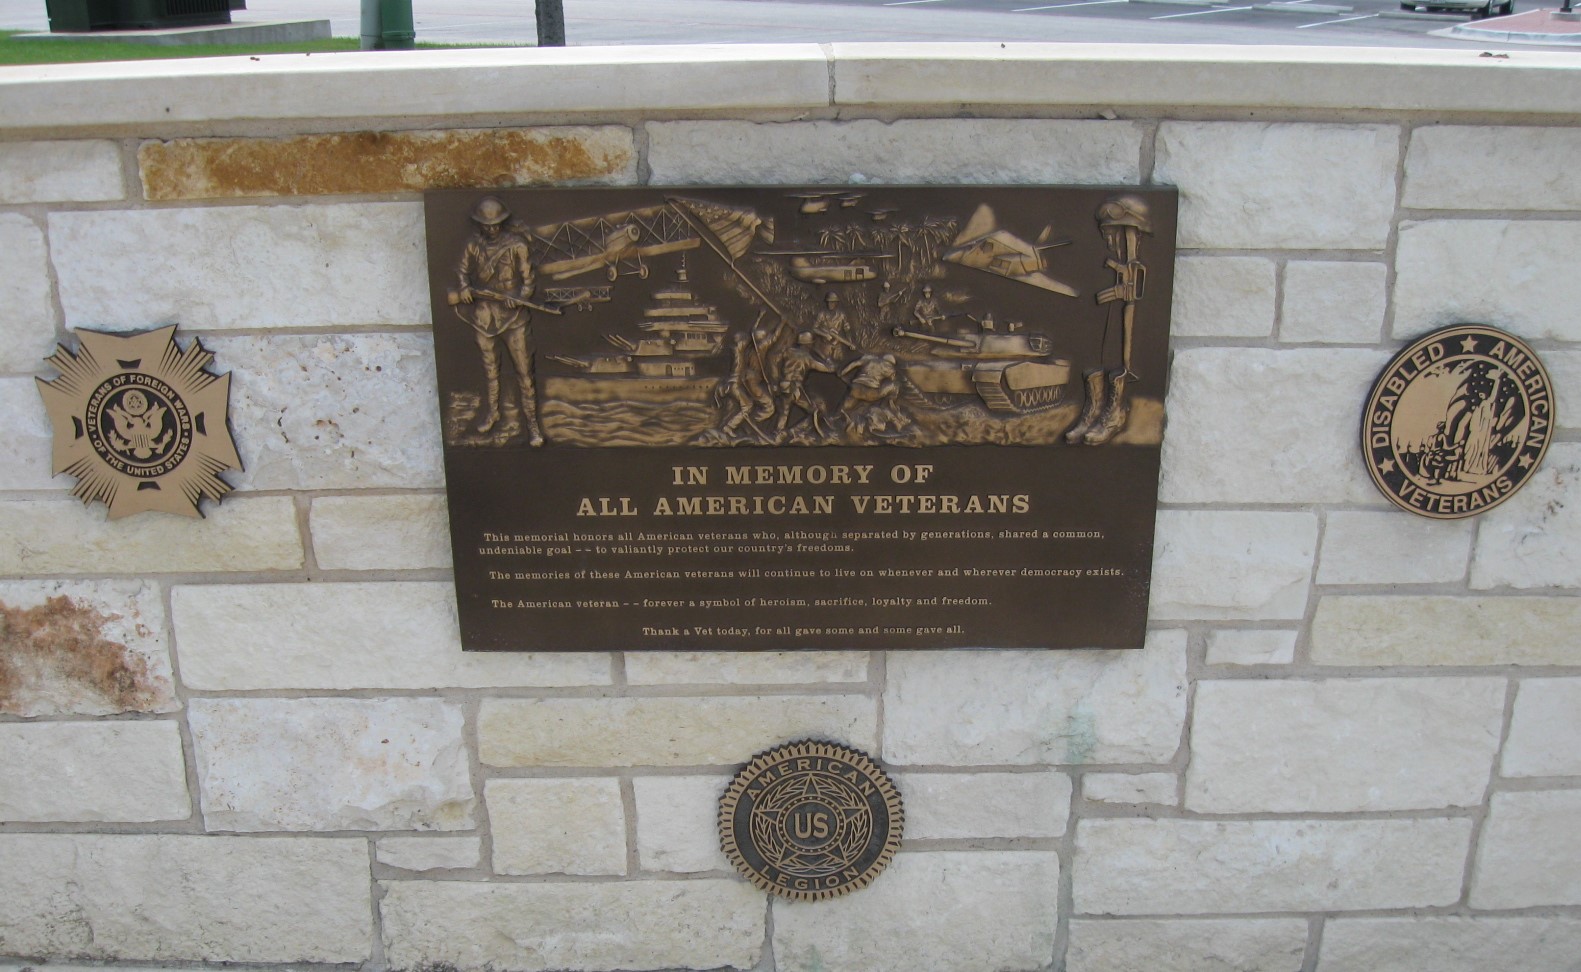 IN MEMORY OF
ALL AMERICAN VETERANS
This memorial honors all American veterans who, although separated by generations, shared a common,
undeniable goal -- to valiantly protect our country's freedoms.
The memories of these American veterans will continue to live on whenever and wherever democracy exists.
The American veteran -- forever a symbol of heroism, sacrifice, loyalty and freedom.
Thank a Vet today, for all gave some and some gave all.
VETERANS OF FOREIGN WARS
OF THE UNITED STATES
DISABLED AMERICAN
VETERANS
AMERICAN
US
LEGION